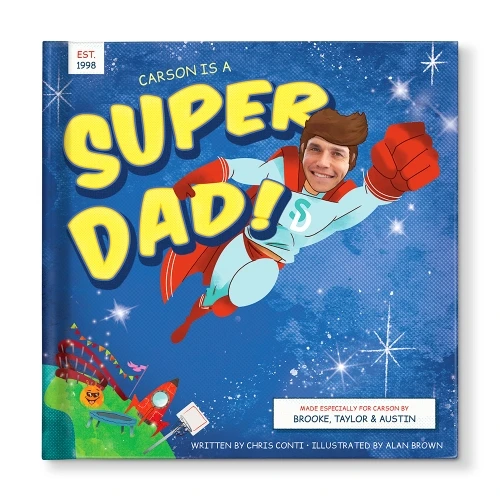 EST.
1998
CARSON IS A
SUPER
DAD!
SD
MADE ESPECIALLY FOR CARSON BY
BROOKE, TAYLOR & AUSTIN
WRITTEN BY CHRIS CONTI • ILLUSTRATED BY ALAN BROWN